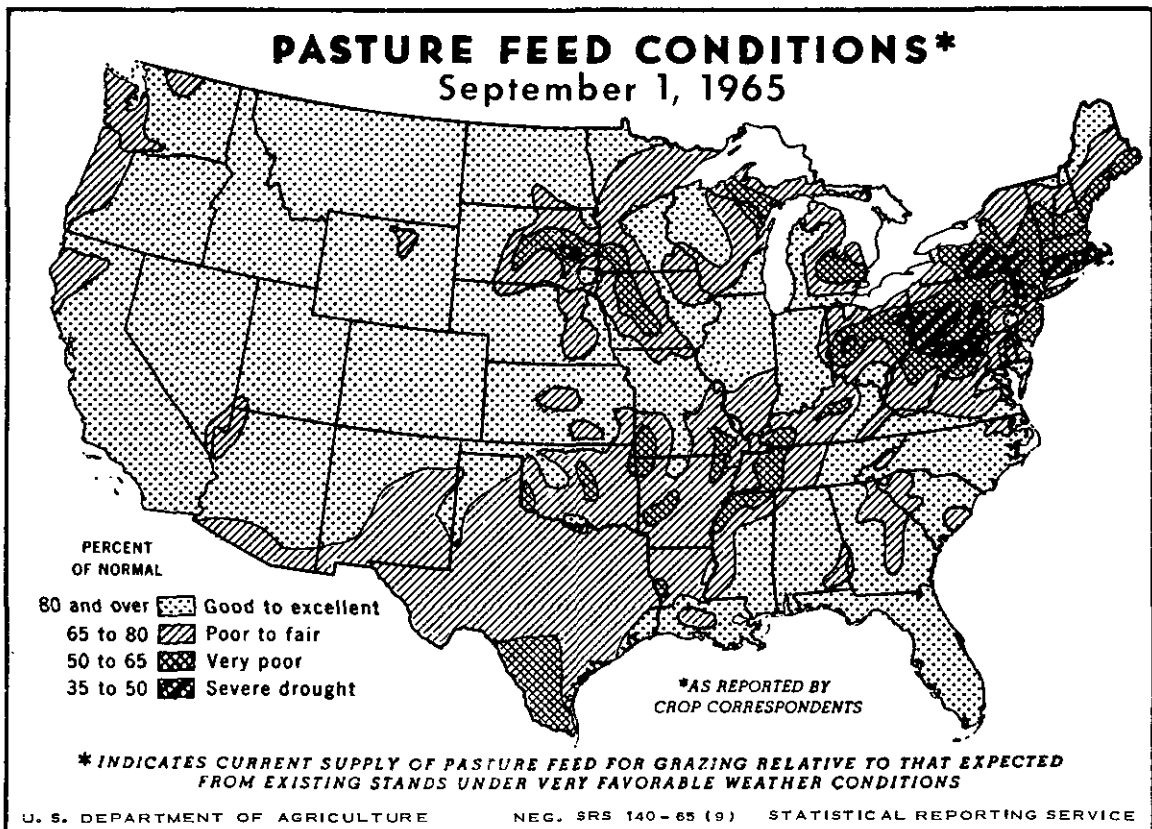 PASTURE FEED CONDITIONS*
September 1, 1965
PERCENT
OF NORMAL
80 and over Good to excellent
65 to 80 Poor to fair
50 to 65 Very poor
35 to 50 Severe drought
*AS REPORTED BY
CROP CORRESPONDENTS
* INDICATES CURRENT SUPPLY OF PASTURE FEED FOR GRAZING RELATIVE TO THAT EXPECTED
FROM EXISTING STANDS UNDER VERY FAVORABLE WEATHER CONDITIONS
U. S. DEPARTMENT OF AGRICULTURE NEG. SRS 140-65 (9) STATISTICAL REPORTING SERVICE